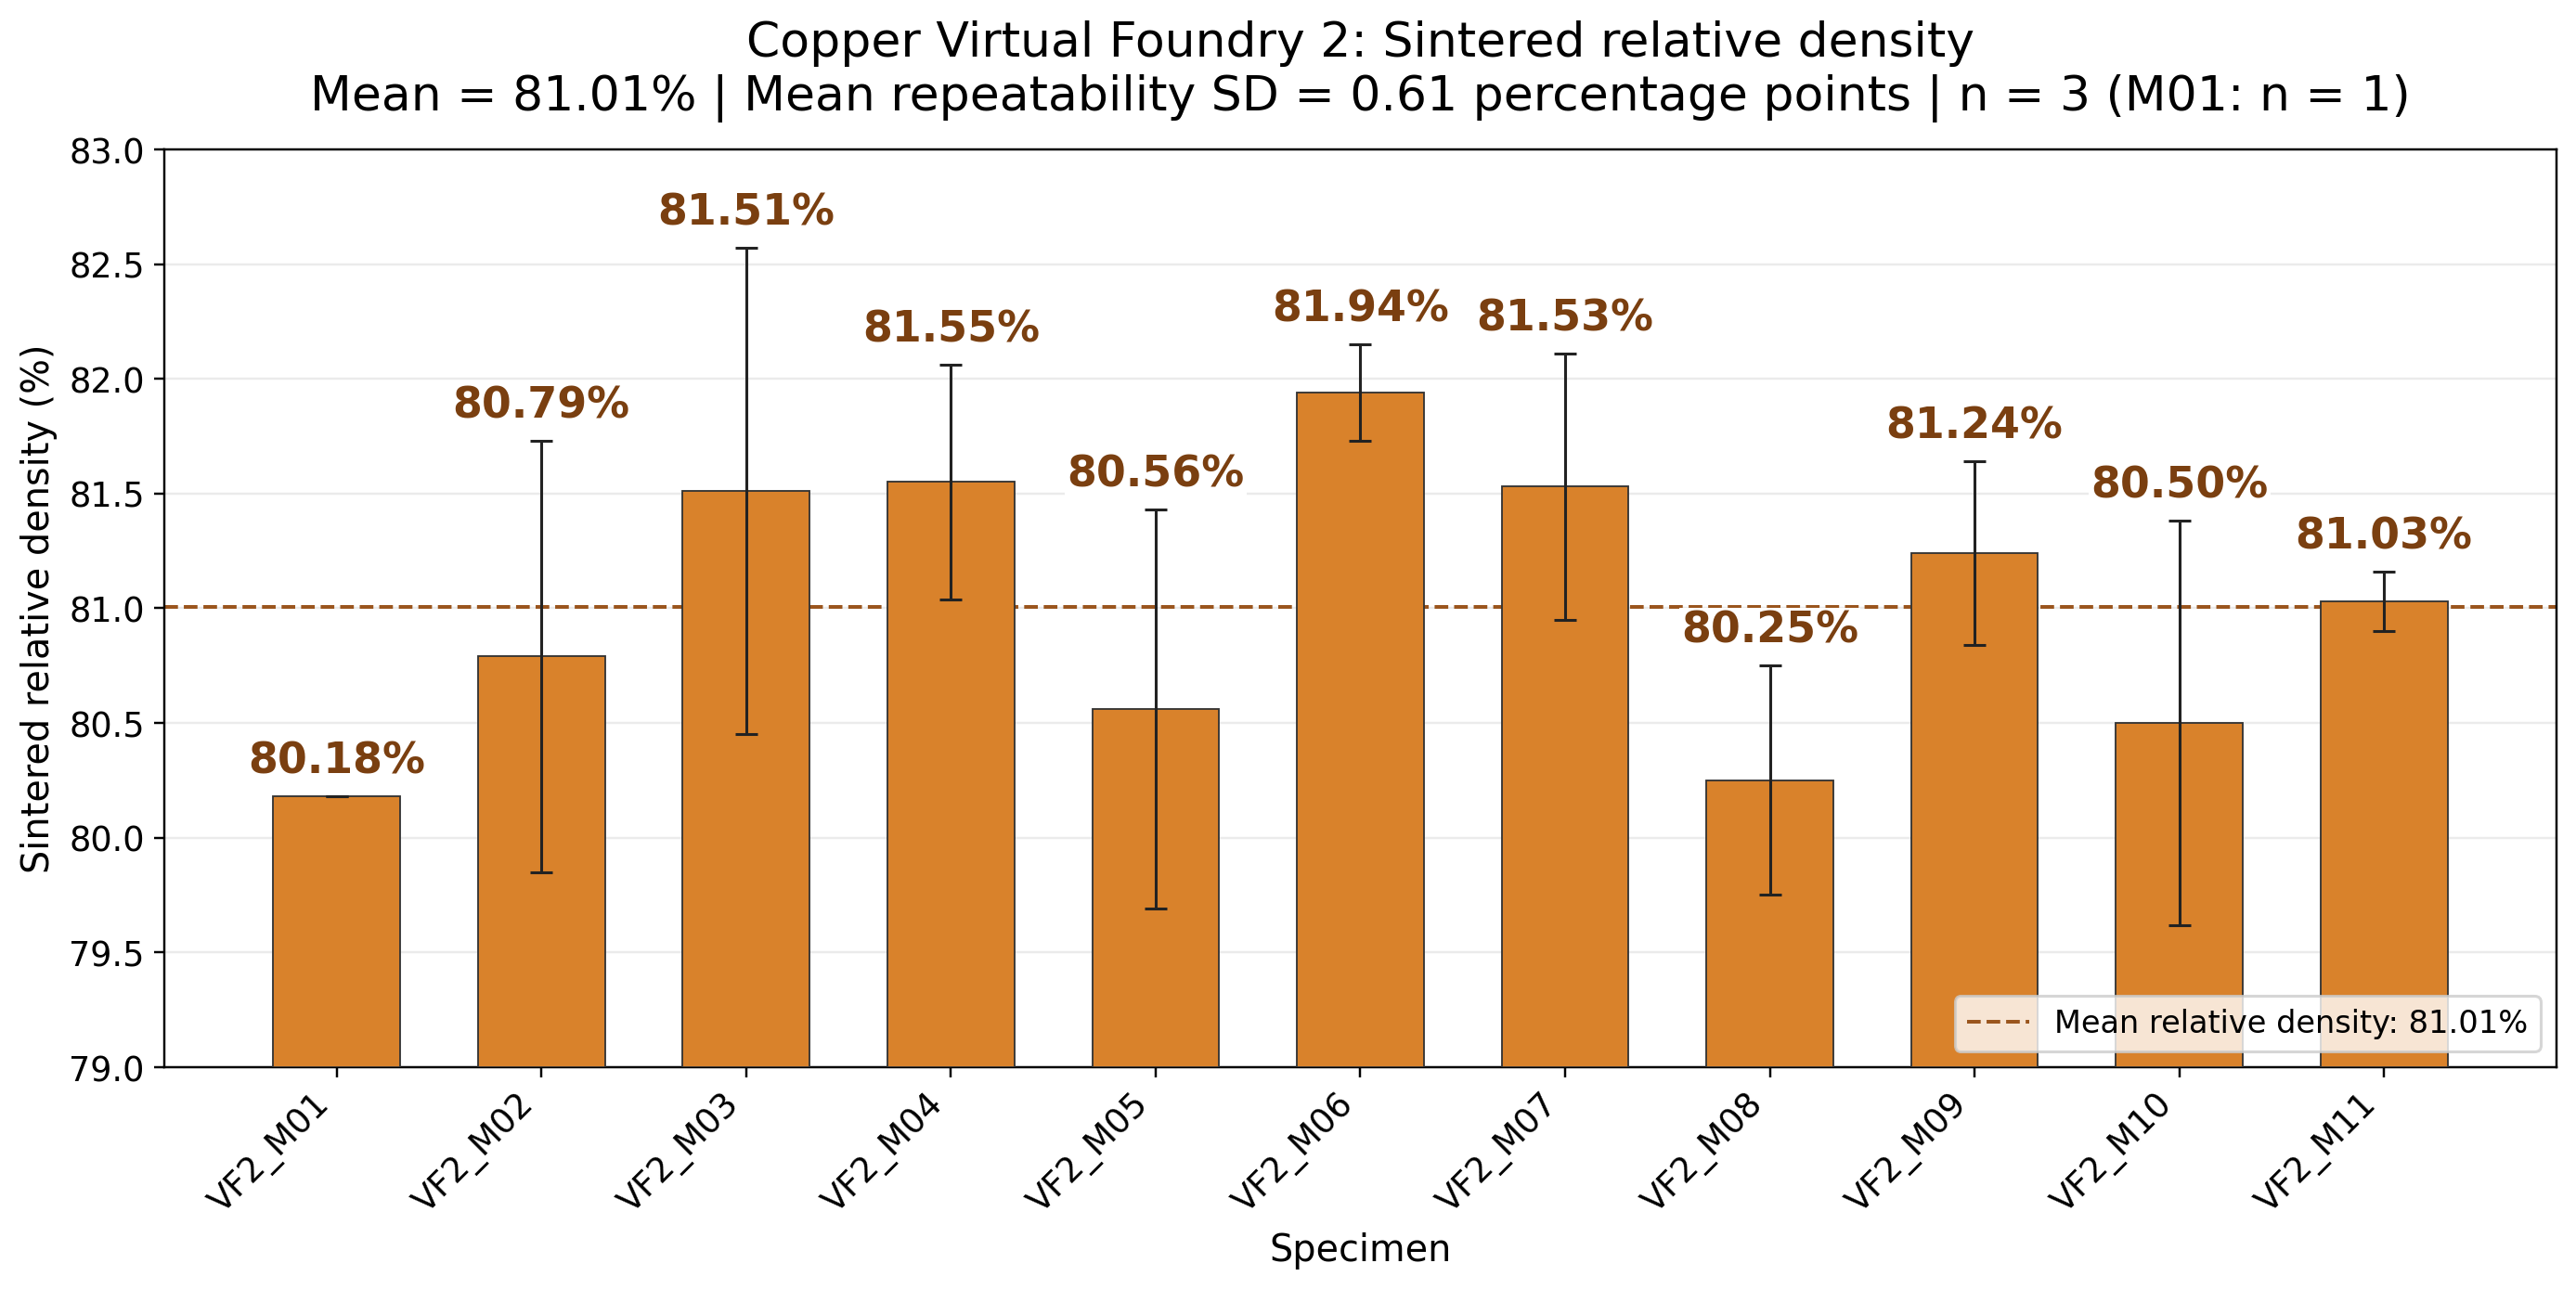 Copper Virtual Foundry 2: Sintered relative density
Mean = 81.01% | Mean repeatability SD = 0.61 percentage points | n = 3 (M01: n = 1)
Sintered relative density (%)
83.0
82.5
82.0
81.5
81.0
80.5
80.0
79.5
79.0
80.18%
80.79%
81.51%
81.55%
80.56%
81.94%
81.53%
80.25%
81.24%
80.50%
81.03%
Mean relative density: 81.01%
VF2_M01
VF2_M02
VF2_M03
VF2_M04
VF2_M05
VF2_M06
VF2_M07
VF2_M08
VF2_M09
VF2_M10
VF2_M11
Specimen